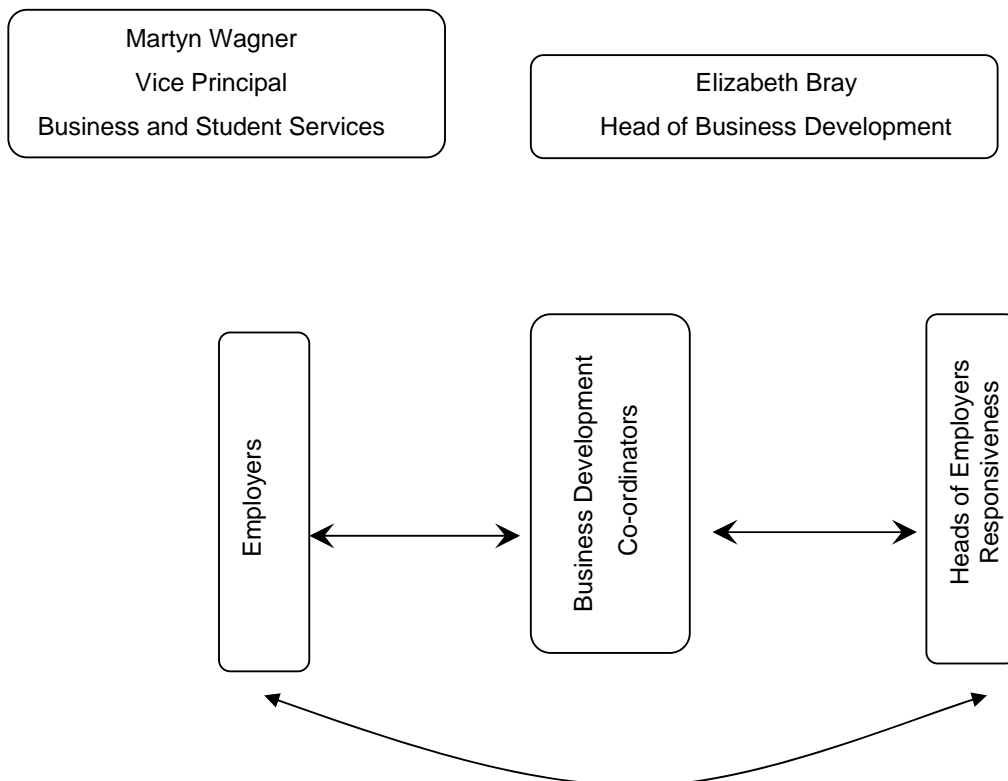 Martyn Wagner
Vice Principal
Business and Student Services
Elizabeth Bray
Head of Business Development
Employers
Business Development
Co-ordinators
Heads of Employers
Responsiveness